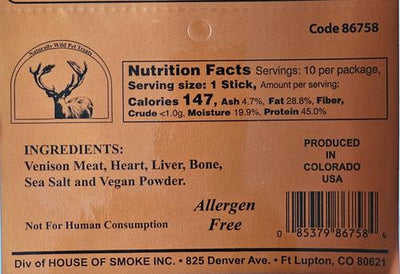 Code 86758
Naturally Wild Pet Treats
Nutrition Facts Servings: 10 per package,
Serving size: 1 Stick, Amount per serving:
Calories 147, Ash 4.7%, Fat 28.8%, Fiber,
Crude <1.0g, Moisture 19.9%, Protein 45.0%
INGREDIENTS:
Venison Meat, Heart, Liver, Bone,
Sea Salt and Vegan Powder.
PRODUCED
IN
COLORADO
USA
Allergen
Free
Not For Human Consumption
0 85379 86758 4
Div of HOUSE OF SMOKE INC. • 825 Denver Ave. • Ft Lupton, CO 80621